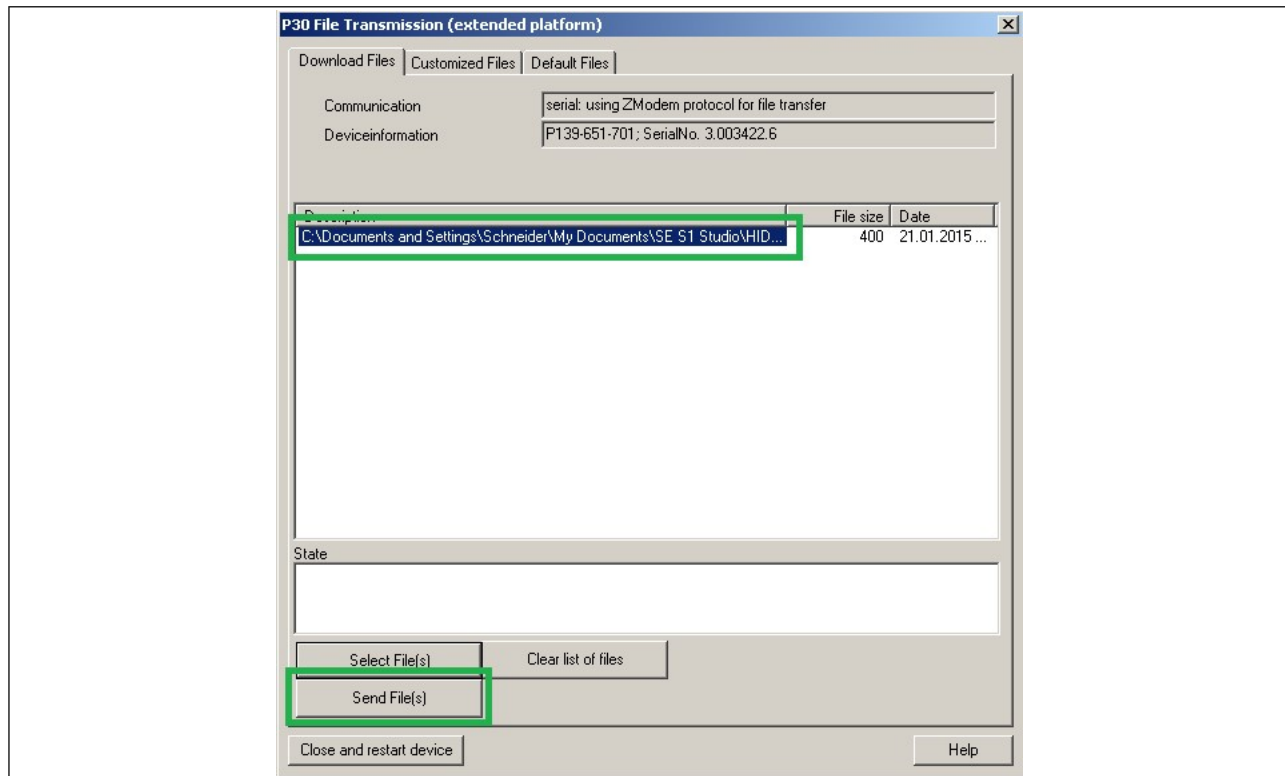 P30 File Transmission (extended platform)
Download Files Customized Files Default Files
Communication serial: using ZModem protocol for file transfer
Deviceinformation P139-651-701; SerialNo. 3.003422.6
Description File size Date
C:\Documents and Settings\Schneider\My Documents\SE S1 Studio\HID... 400 21.01.2015 ...
State
Select File(s) Clear list of files
Send File(s)
Close and restart device Help